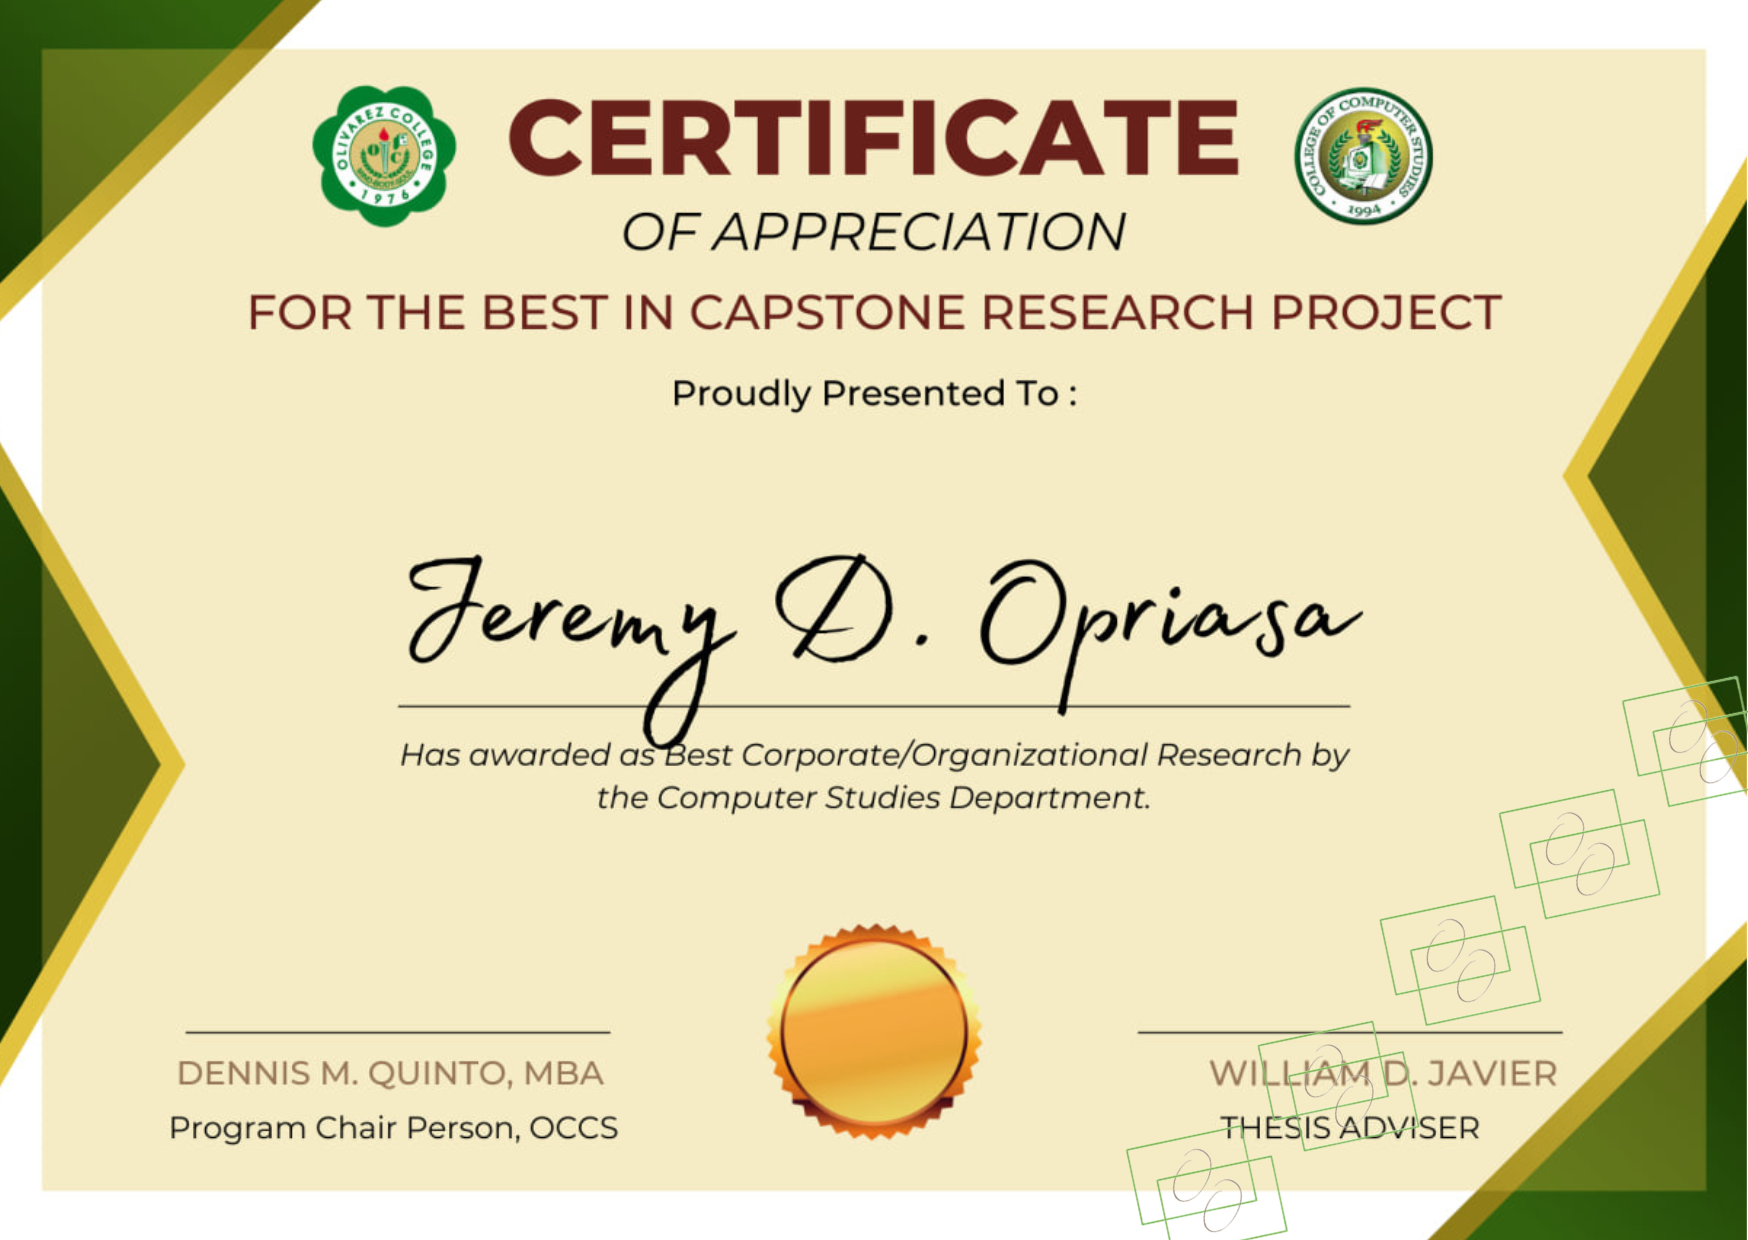 OLIVAREZ COLLEGE
OC
1976
CERTIFICATE
COLLEGE OF COMPUTER STUDIES
1994
OF APPRECIATION
FOR THE BEST IN CAPSTONE RESEARCH PROJECT
Proudly Presented To :
Jeremy D. Opriasa
Has awarded as Best Corporate/Organizational Research by
the Computer Studies Department.
DENNIS M. QUINTO, MBA
Program Chair Person, OCCS
WILLIAM D. JAVIER
THESIS ADVISER